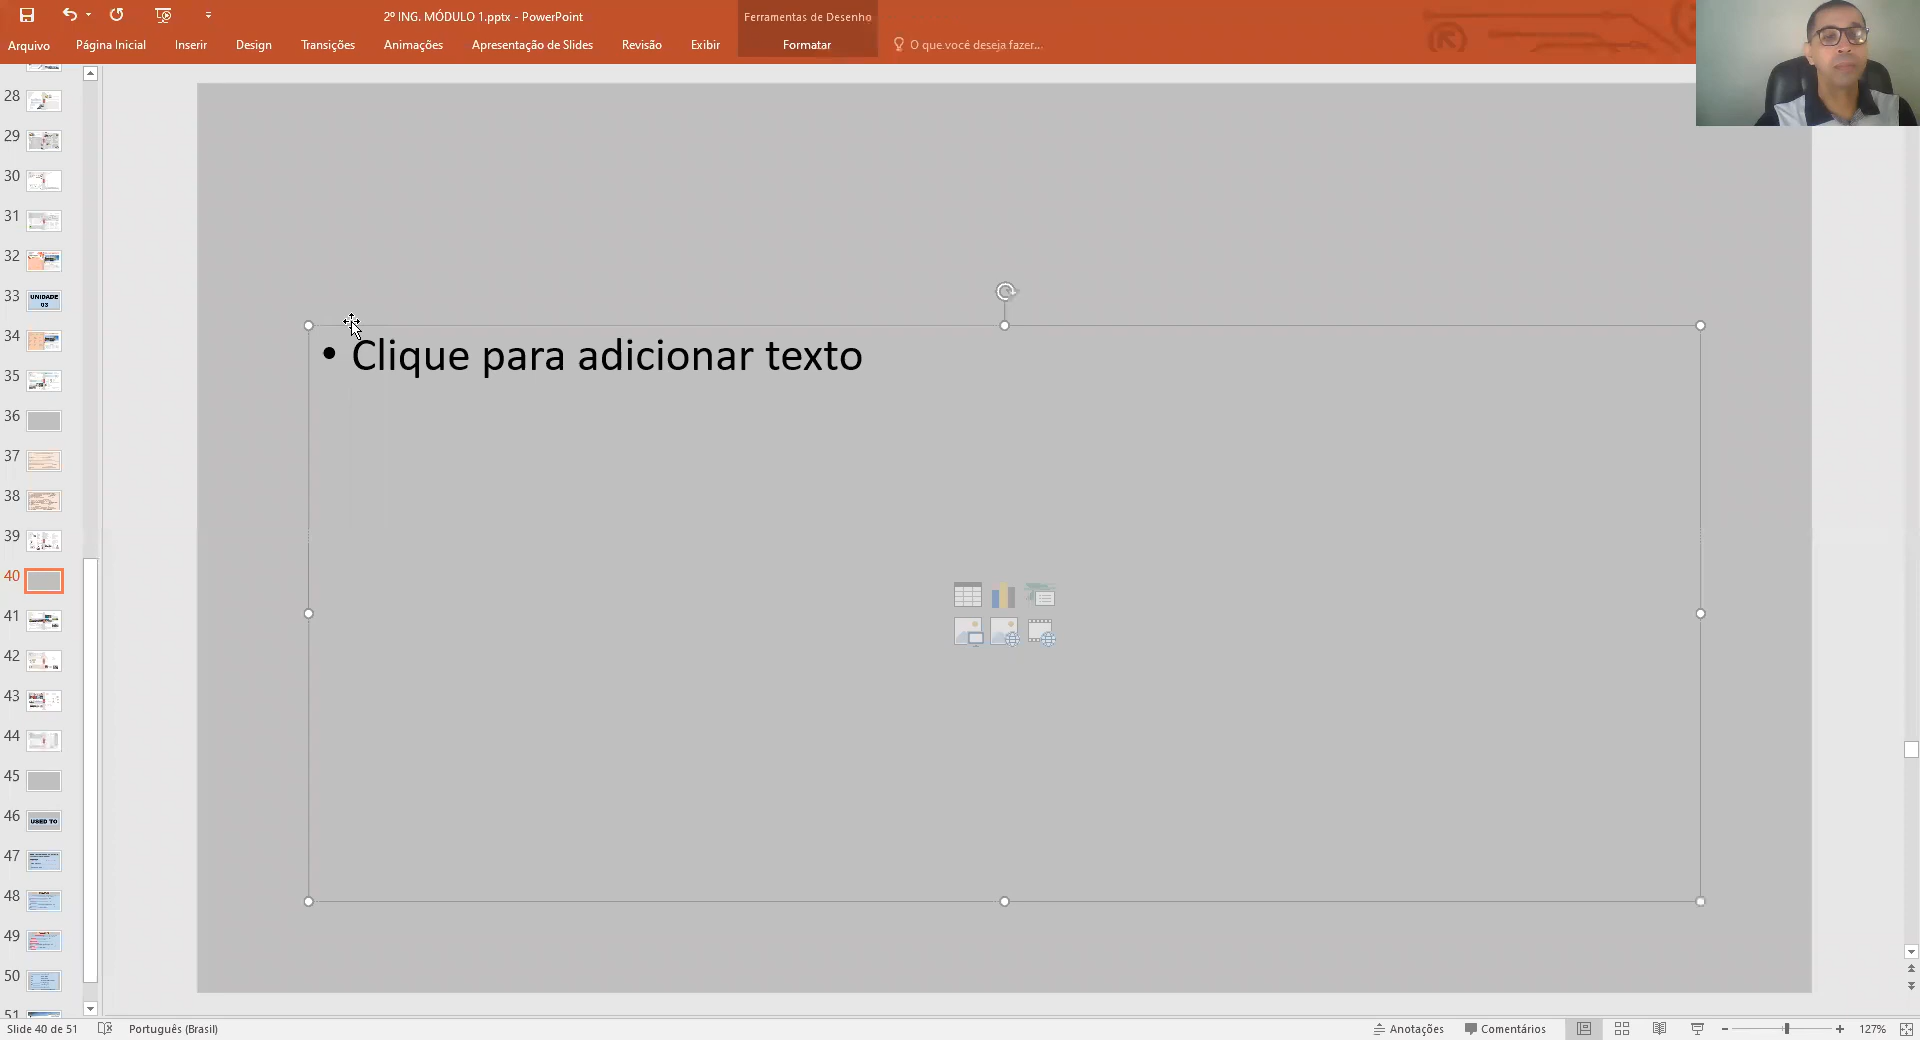 2º ING. MÓDULO 1.pptx - PowerPoint
Ferramentas de Desenho
Arquivo
Página Inicial
Inserir
Design
Transições
Animações
Apresentação de Slides
Revisão
Exibir
Formatar
O que você deseja fazer...
28
29
30
31
32
33
UNIDADE
03
34
35
36
37
38
39
40
41
42
43
44
45
46
USED TO
47
48
49
50
51
• Clique para adicionar texto
Slide 40 de 51
Português (Brasil)
Anotações
Comentários
127%